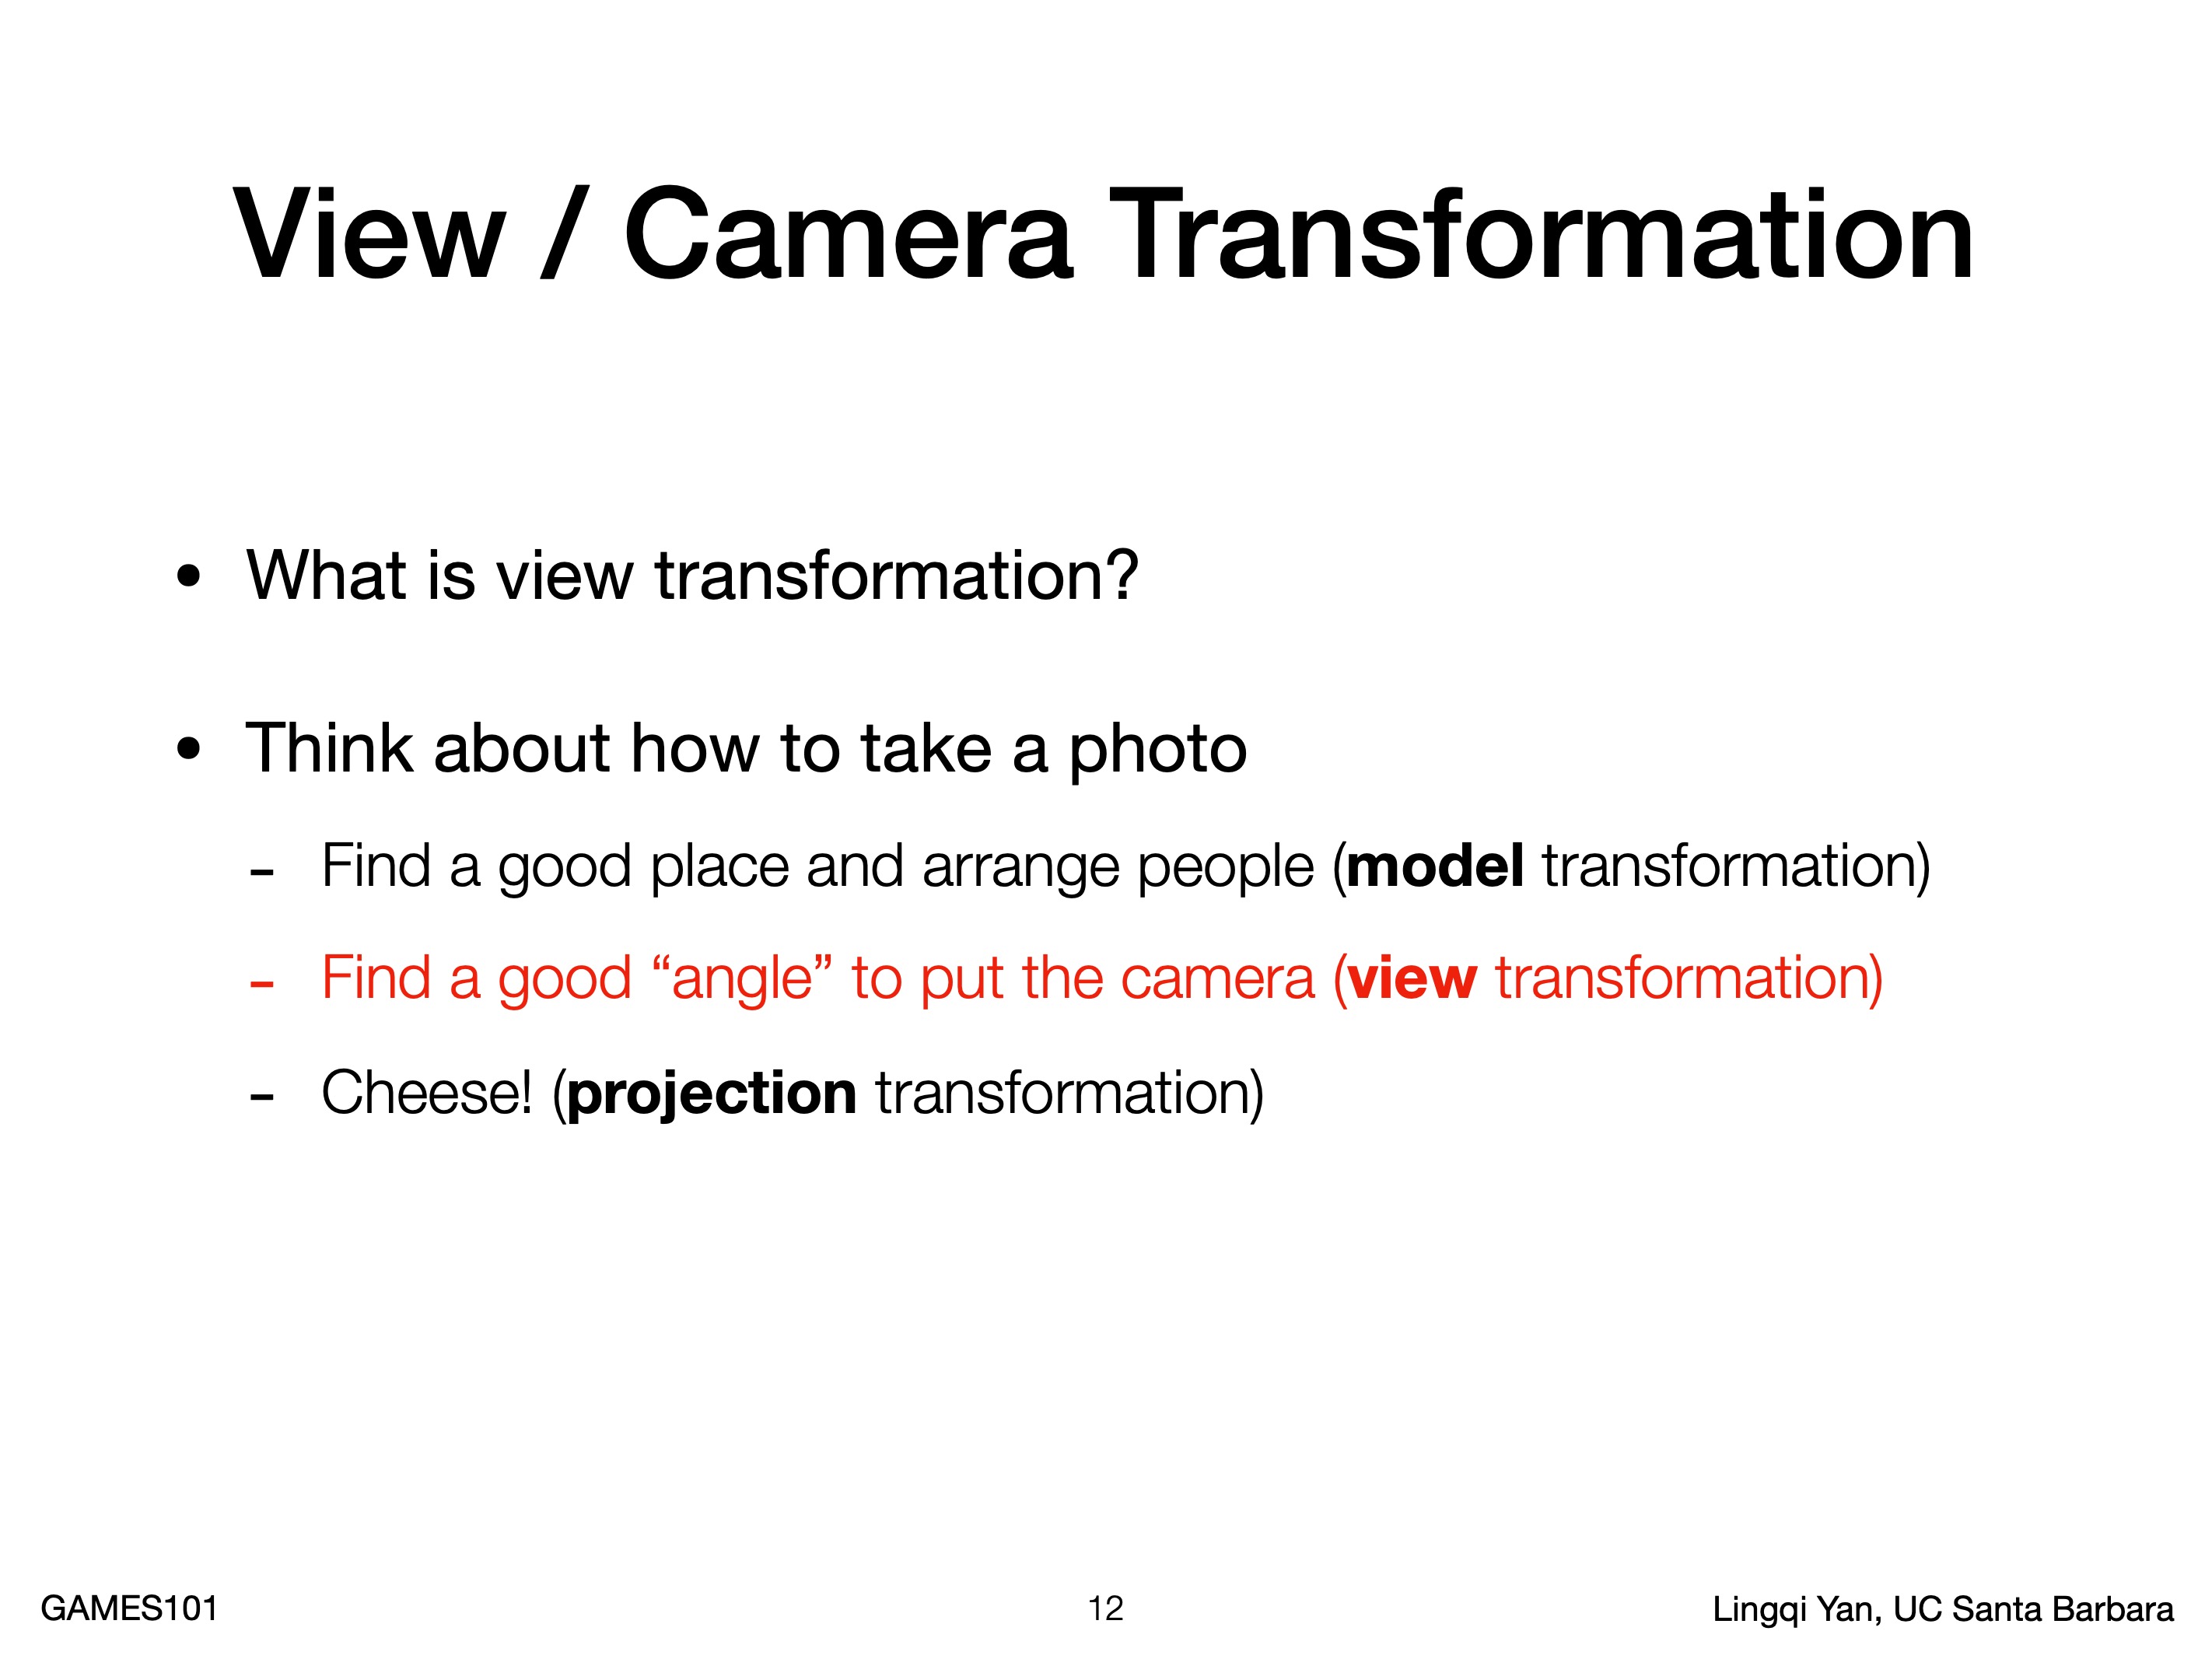 View / Camera Transformation
• What is view transformation?
• Think about how to take a photo
- Find a good place and arrange people (model transformation)
- Find a good “angle” to put the camera (view transformation)
- Cheese! (projection transformation)
GAMES101
12
Lingqi Yan, UC Santa Barbara